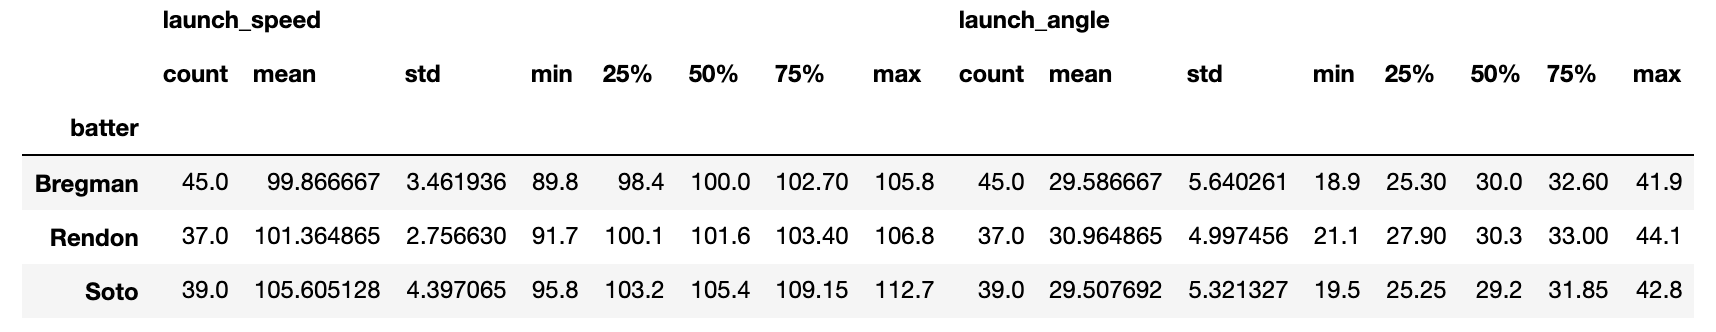 launch_speed launch_angle
count mean std min 25% 50% 75% max count mean std min 25% 50% 75% max
batter
Bregman 45.0 99.866667 3.461936 89.8 98.4 100.0 102.70 105.8 45.0 29.586667 5.640261 18.9 25.30 30.0 32.60 41.9
Rendon 37.0 101.364865 2.756630 91.7 100.1 101.6 103.40 106.8 37.0 30.964865 4.997456 21.1 27.90 30.3 33.00 44.1
Soto 39.0 105.605128 4.397065 95.8 103.2 105.4 109.15 112.7 39.0 29.507692 5.321327 19.5 25.25 29.2 31.85 42.8